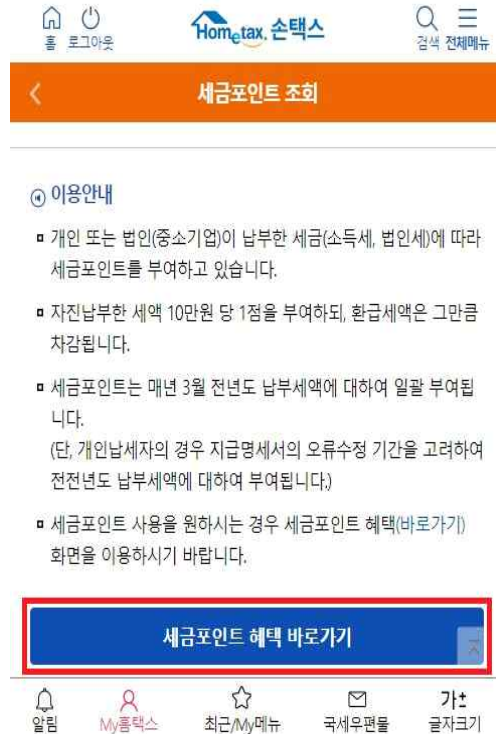 홈 로그아웃
Hometax. 손택스
검색 전체메뉴
세금포인트 조회
이용안내
개인 또는 법인(중소기업)이 납부한 세금(소득세, 법인세)에 따라
세금포인트를 부여하고 있습니다.
자진납부한 세액 10만원 당 1점을 부여하되, 환급세액은 그만큼
차감됩니다.
세금포인트는 매년 3월 전년도 납부세액에 대하여 일괄 부여됩
니다.
(단, 개인납세자의 경우 지급명세서의 오류수정 기간을 고려하여
전전년도 납부세액에 대하여 부여됩니다.)
세금포인트 사용을 원하시는 경우 세금포인트 혜택(바로가기)
화면을 이용하시기 바랍니다.
세금포인트 혜택 바로가기
가±
알림 My홈택스 최근/My메뉴 국세우편물 글자크기